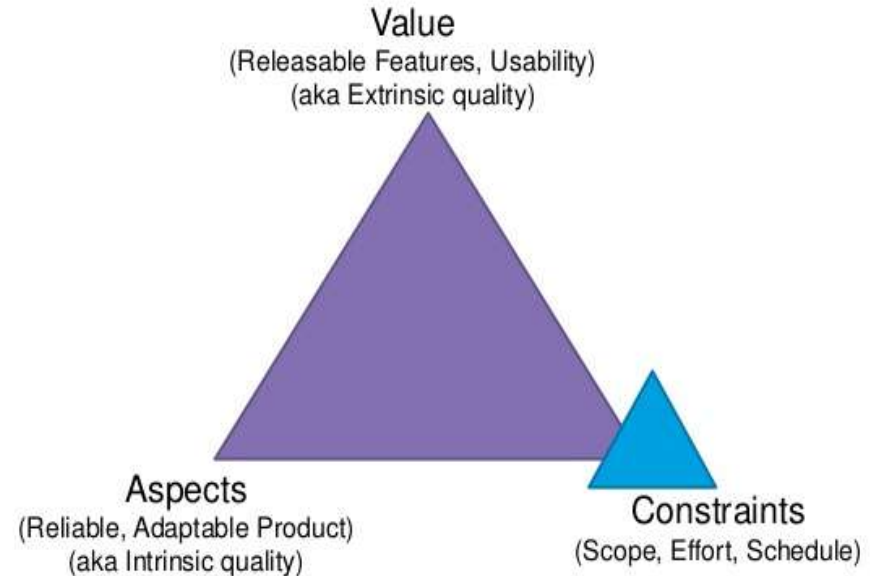 Value
(Releasable Features, Usability)
(aka Extrinsic quality)
Aspects
(Reliable, Adaptable Product)
(aka Intrinsic quality)
Constraints
(Scope, Effort, Schedule)